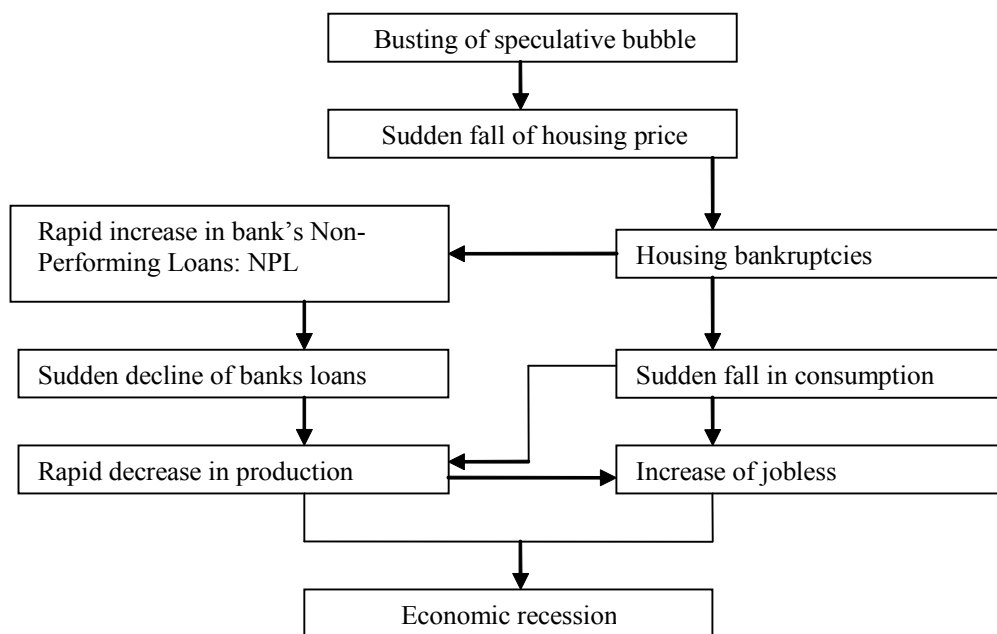 Busting of speculative bubble
Sudden fall of housing price
Rapid increase in bank’s Non-
Performing Loans: NPL
Housing bankruptcies
Sudden decline of banks loans
Sudden fall in consumption
Rapid decrease in production
Increase of jobless
Economic recession